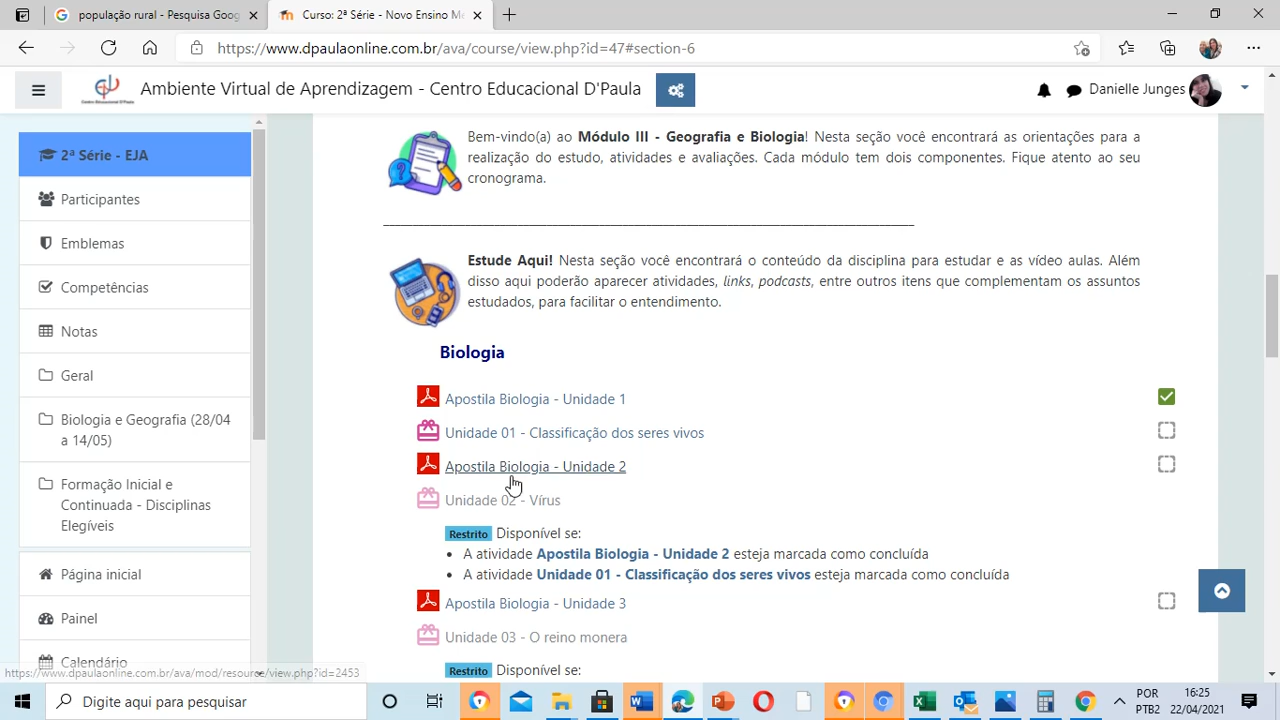 ro - Pesquisa Goog
Curso: 2ª Série - Novo Ensino Me
https://www.dpaulaonline.com.br/ava/course/view.php?id=47#section-6
Ambiente Virtual de Aprendizagem - Centro Educacional D'Paula
Danielle Junges
Centro Educacional D'Paula
2ª Série - EJA
Participantes
Emblemas
Competências
Notas
Geral
Biologia e Geografia (28/04
a 14/05)
Formação Inicial e
Continuada - Disciplinas
Elegíveis
Página inicial
Painel
Calendário
https://www.dpaulaonline.com.br/ava/mod/resource/view.php?id=2453
Bem-vindo(a) ao Módulo III - Geografia e Biologia! Nesta seção você encontrará as orientações para a
realização do estudo, atividades e avaliações. Cada módulo tem dois componentes. Fique atento ao seu
cronograma.
Estude Aqui! Nesta seção você encontrará o conteúdo da disciplina para estudar e as vídeo aulas. Além
disso aqui poderão aparecer atividades, links, podcasts, entre outros itens que complementam os assuntos
estudados, para facilitar o entendimento.
Biologia
Apostila Biologia - Unidade 1
Unidade 01 - Classificação dos seres vivos
Apostila Biologia - Unidade 2
Unidade 02 - Vírus
Restrito Disponível se:
• A atividade Apostila Biologia - Unidade 2 esteja marcada como concluída
• A atividade Unidade 01 - Classificação dos seres vivos esteja marcada como concluída
Apostila Biologia - Unidade 3
Unidade 03 - O reino monera
Restrito Disponível se:
Digite aqui para pesquisar
POR
PTB2
16:25
22/04/2021